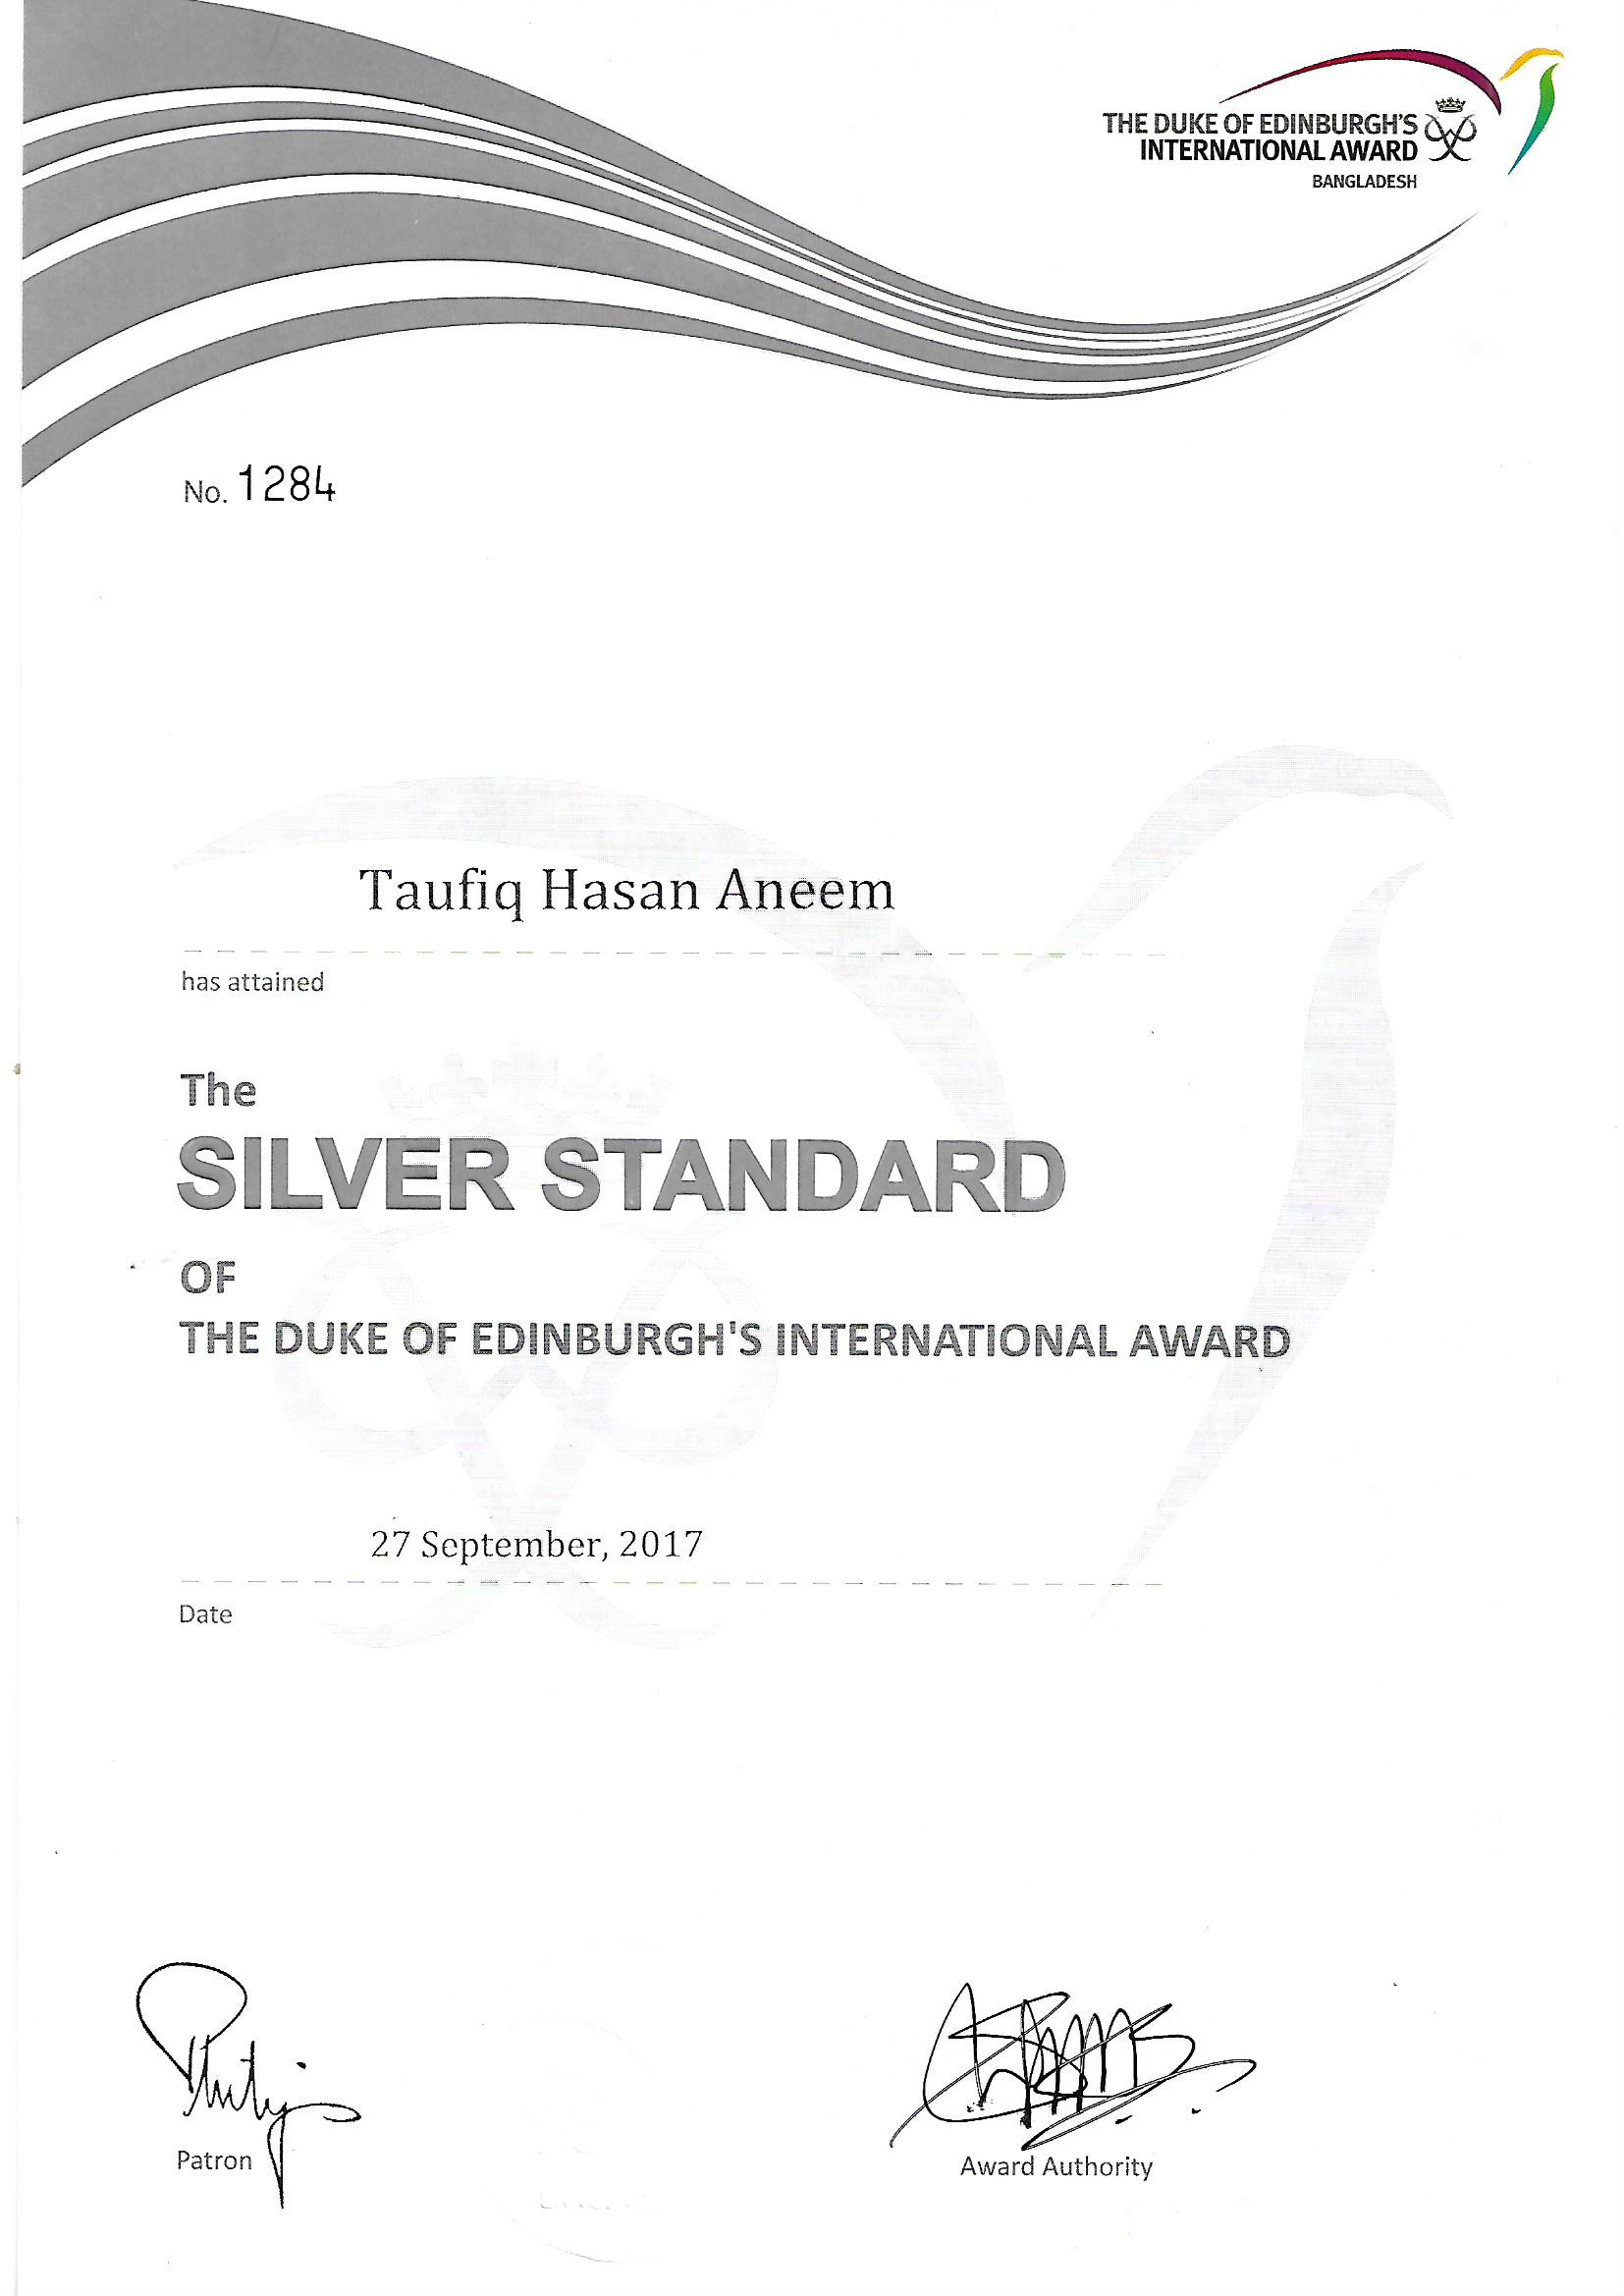 THE DUKE OF EDINBURGH'S
INTERNATIONAL AWARD
BANGLADESH
No. 1284
Taufiq Hasan Aneem
has attained
The
SILVER STANDARD
OF
THE DUKE OF EDINBURGH'S INTERNATIONAL AWARD
27 September, 2017
Date
Philip
Patron
Award Authority